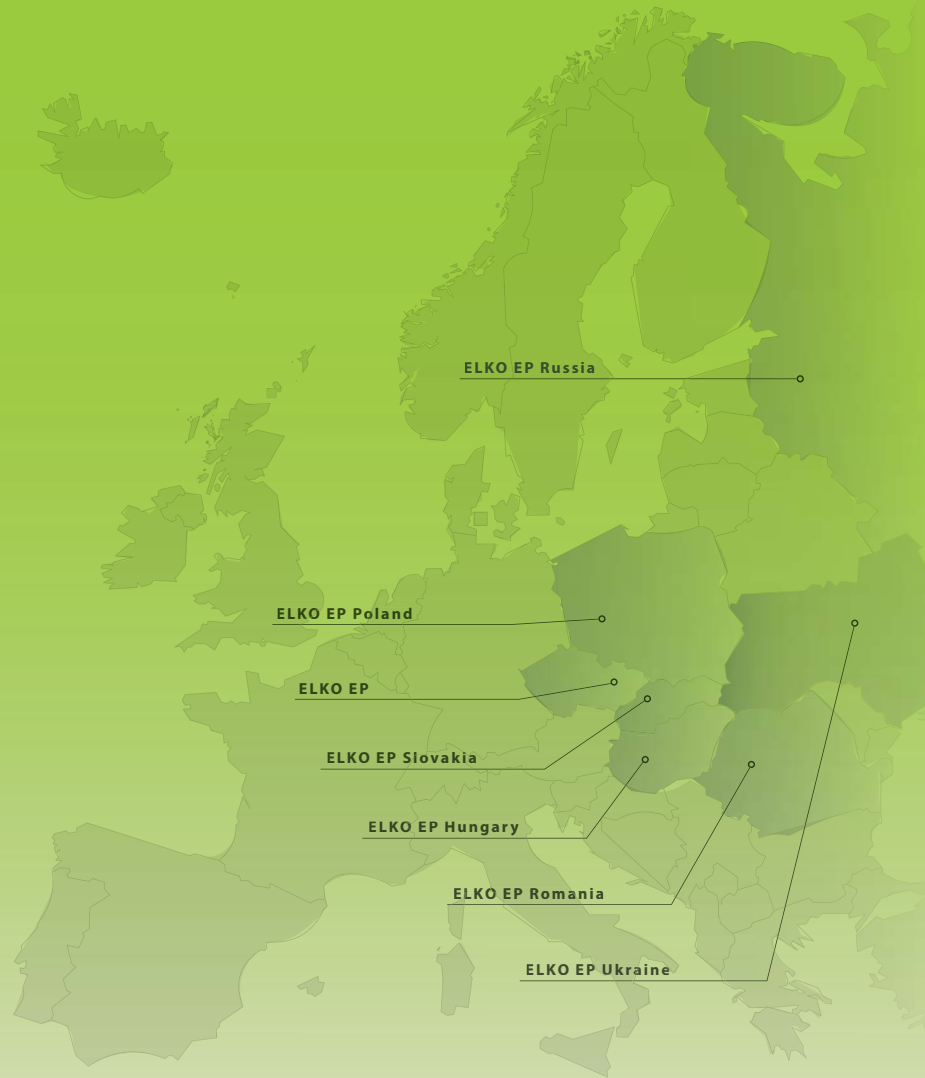 ELKO EP Russia
ELKO EP Poland
ELKO EP
ELKO EP Slovakia
ELKO EP Hungary
ELKO EP Romania
ELKO EP Ukraine